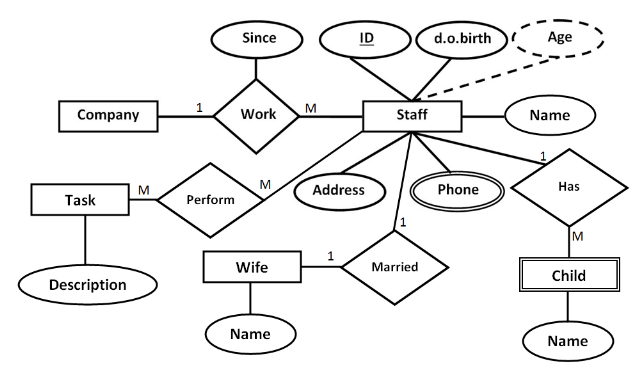 Since
ID
d.o.birth
Age
Company
1
Work
M
Staff
Name
Task
M
Perform
M
Address
Phone
1
Has
Description
Wife
1
1
Married
M
Child
Name
Name